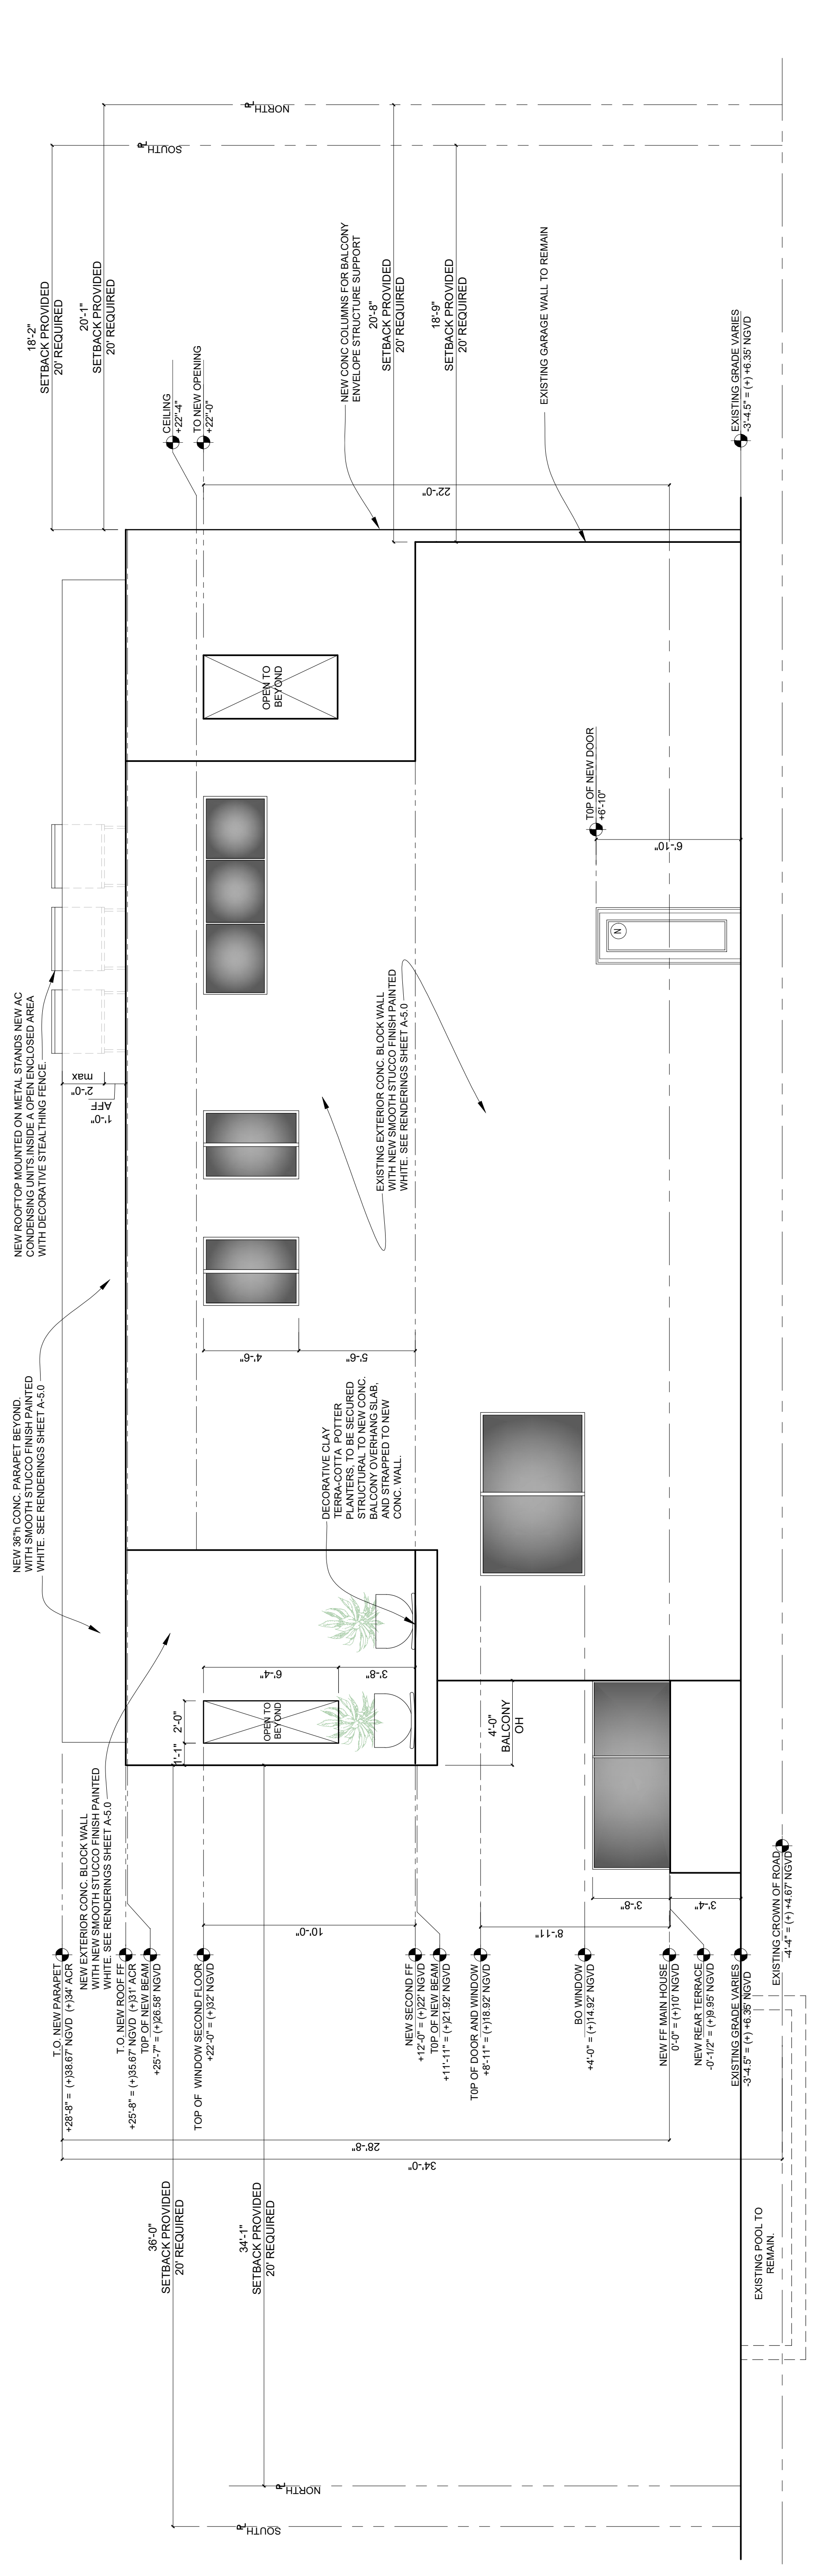 NEW 36"h CONC. PARAPET BEYOND.
WITH SMOOTH STUCCO FINISH PAINTED
WHITE. SEE RENDERINGS SHEET A-5.0
NEW ROOFTOP MOUNTED ON METAL STANDS NEW AC
CONDENSING UNITS.INSIDE A OPEN ENCLOSED AREA
WITH DECORATIVE STEALTHING FENCE.
18'-2"
SETBACK PROVIDED
20' REQUIRED
20'-1"
SETBACK PROVIDED
20' REQUIRED
T.O. NEW PARAPET
+28'-8" = (+)38.67' NGVD (+)34' ACR
NEW EXTERIOR CONC. BLOCK WALL
WITH NEW SMOOTH STUCCO FINISH PAINTED
WHITE. SEE RENDERINGS SHEET A-5.0
T.O. NEW ROOF FF
+25'-8" = (+)35.67' NGVD (+)31' ACR
TOP OF NEW BEAM
+25'-7" = (+)26.58' NGVD
2'-0"
max
1'-0"
AFF
CEILING
+22"-4"
TO NEW OPENING
+22"-0"
TOP OF WINDOW SECOND FLOOR
+22'-0" = (+)32' NGVD
36'-0"
SETBACK PROVIDED
20' REQUIRED
34'-1"
SETBACK PROVIDED
20' REQUIRED
1'-1"
2'-0"
OPEN TO
BEYOND
6'-4"
3'-8"
10'-0"
4'-6"
5'-6"
OPEN TO
BEYOND
22'-0"
NEW CONC COLUMNS FOR BALCONY
ENVELOPE STRUCTURE SUPPORT
20'-8"
SETBACK PROVIDED
20' REQUIRED
18'-9"
SETBACK PROVIDED
20' REQUIRED
DECORATIVE CLAY
TERRA-COTTA POTTER
PLANTERS, TO BE SECURED
STRUCTURAL TO NEW CONC.
BALCONY OVERHANG SLAB,
AND STRAPPED TO NEW
CONC. WALL.
EXISTING EXTERIOR CONC. BLOCK WALL
WITH NEW SMOOTH STUCCO FINISH PAINTED
WHITE. SEE RENDERINGS SHEET A-5.0
NEW SECOND FF
+12'-0" = (+)22' NGVD
TOP OF NEW BEAM
+11'-11" = (+)21.92' NGVD
TOP OF DOOR AND WINDOW
+8'-11" = (+)18.92' NGVD
4'-0"
BALCONY
OH
EXISTING GARAGE WALL TO REMAIN
BO WINDOW
+4'-0" = (+)14.92' NGVD
8'-11"
3'-8"
3'-4"
TOP OF NEW DOOR
+6'-10"
6'-10"
N
NEW FF MAIN HOUSE
0'-0" = (+)10' NGVD
NEW REAR TERRACE
-0'-1/2" = (+)9.95' NGVD
EXISTING GRADE VARIES
-3'-4.5" = (+) +6.35' NGVD
EXISTING GRADE VARIES
-3'-4.5" = (+) +6.35' NGVD
EXISTING CROWN OF ROAD
-4'-4" = (+) +4.67' NGVD
28'-8"
34'-0"
EXISTING POOL TO
REMAIN.
SOUTH
NORTH
SOUTH
NORTH